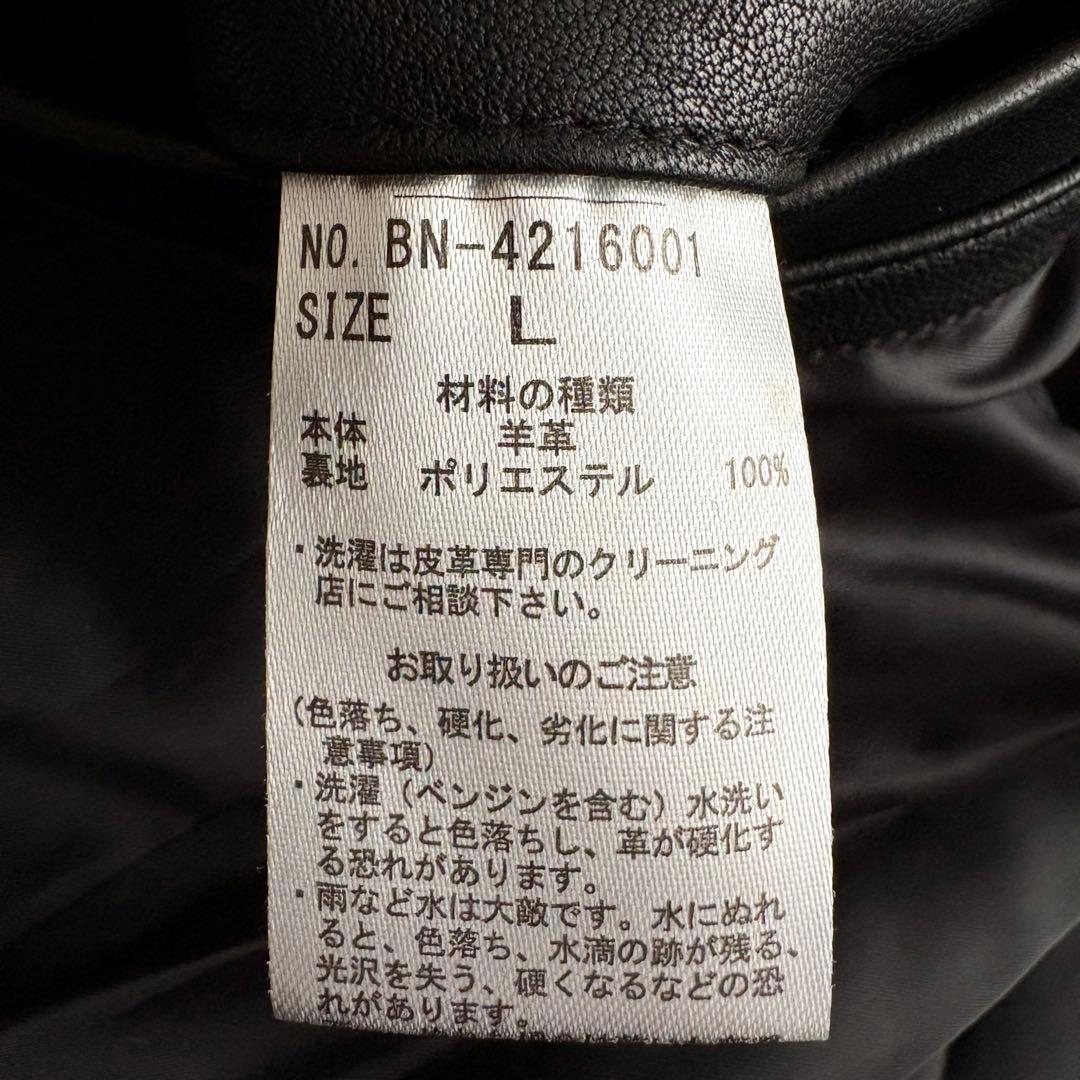 NO. BN-4216001
SIZE L
材料の種類
本体 羊革
裏地 ポリエステル 100%
・洗濯は皮革専門のクリーニング
店にご相談下さい。
お取り扱いのご注意
(色落ち、硬化、劣化に関する注
意事項)
・洗濯(ベンジンを含む)水洗い
をすると色落ちし、革が硬化す
る恐れがあります。
・雨など水は大敵です。水にぬれ
ると、色落ち、水滴の跡が残る、
光沢を失う、硬くなるなどの恐
れがあります。